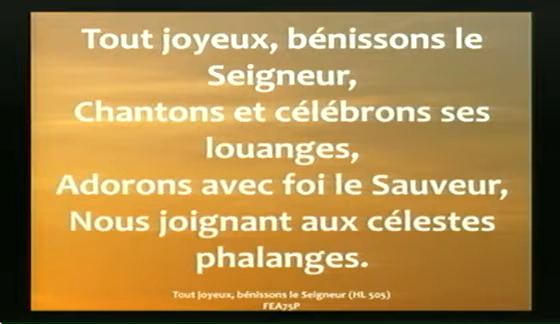 Tout joyeux, bénissons le
Seigneur,
Chantons et célébrons ses
louanges,
Adorons avec foi le Sauveur,
Nous joignant aux célestes
phalanges.
Tout joyeux, bénissons le Seigneur (HL 505)
FEA75P